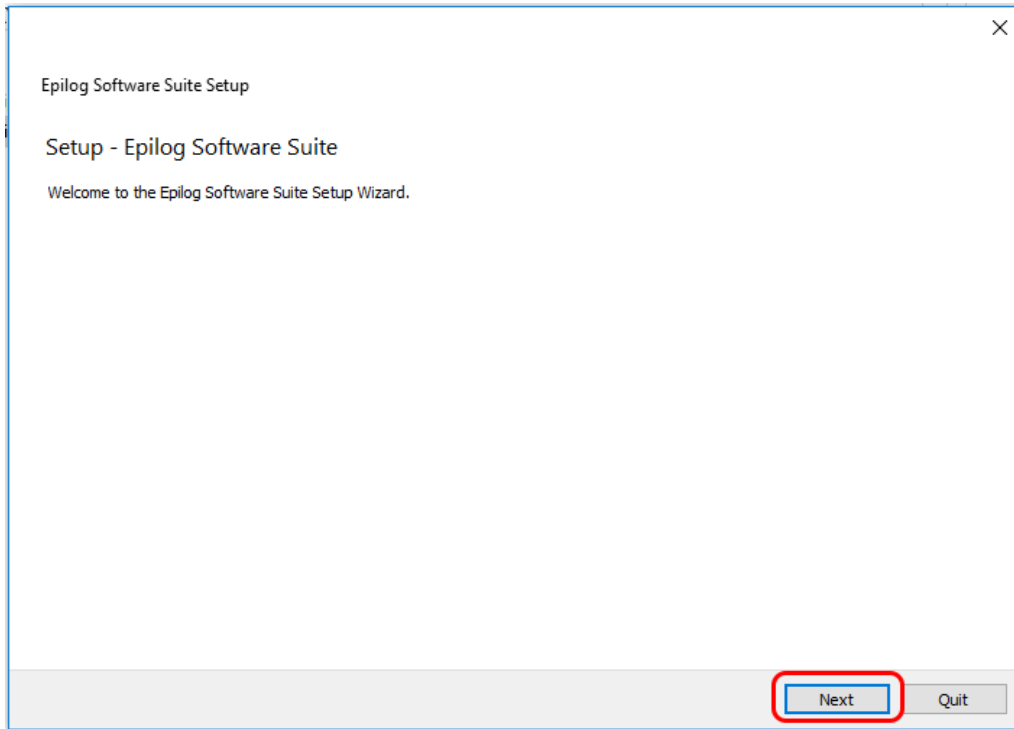 Epilog Software Suite Setup
Setup - Epilog Software Suite
Welcome to the Epilog Software Suite Setup Wizard.
Next Quit